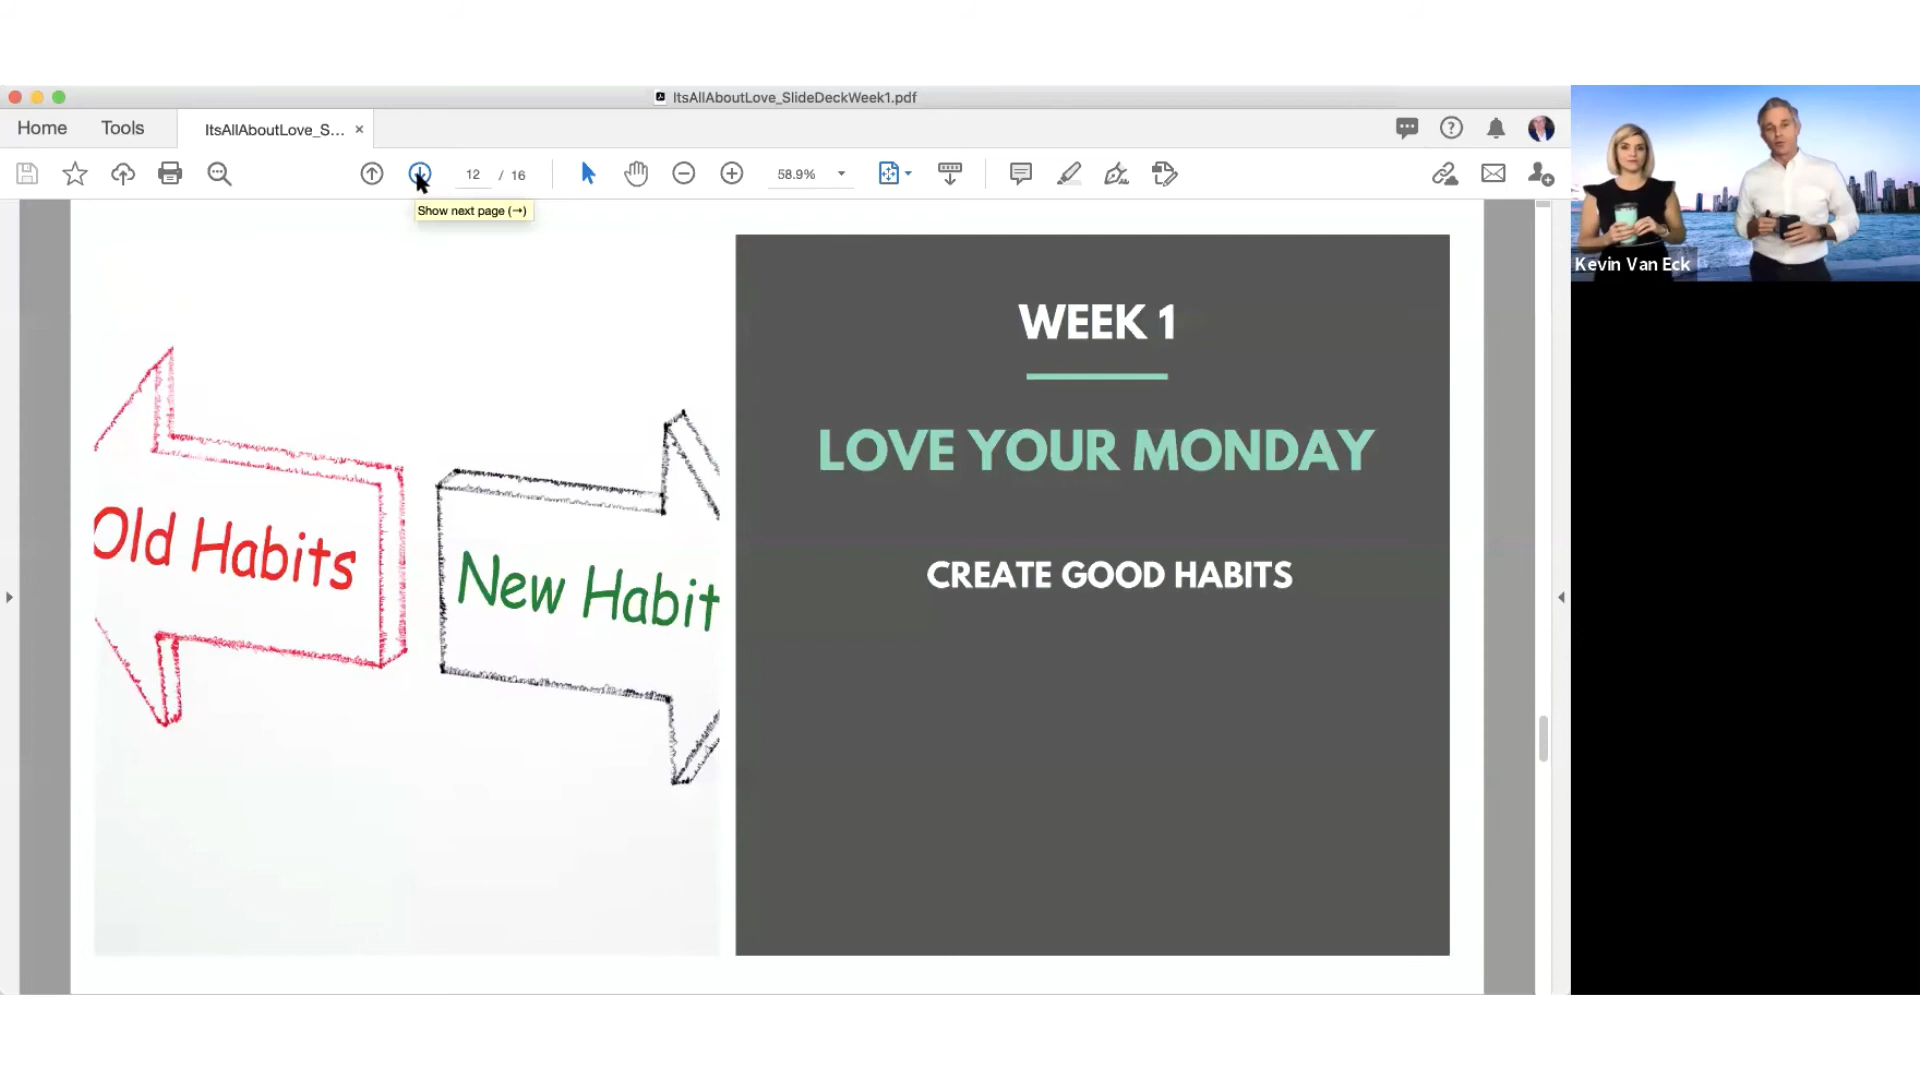 ItsAllAboutLove_SlideDeckWeek1.pdf
Home
Tools
ItsAllAboutLove_S...
12 / 16
58.9%
Show next page (→)
Kevin Van Eck
Old Habits
New Habit
WEEK 1
LOVE YOUR MONDAY
CREATE GOOD HABITS